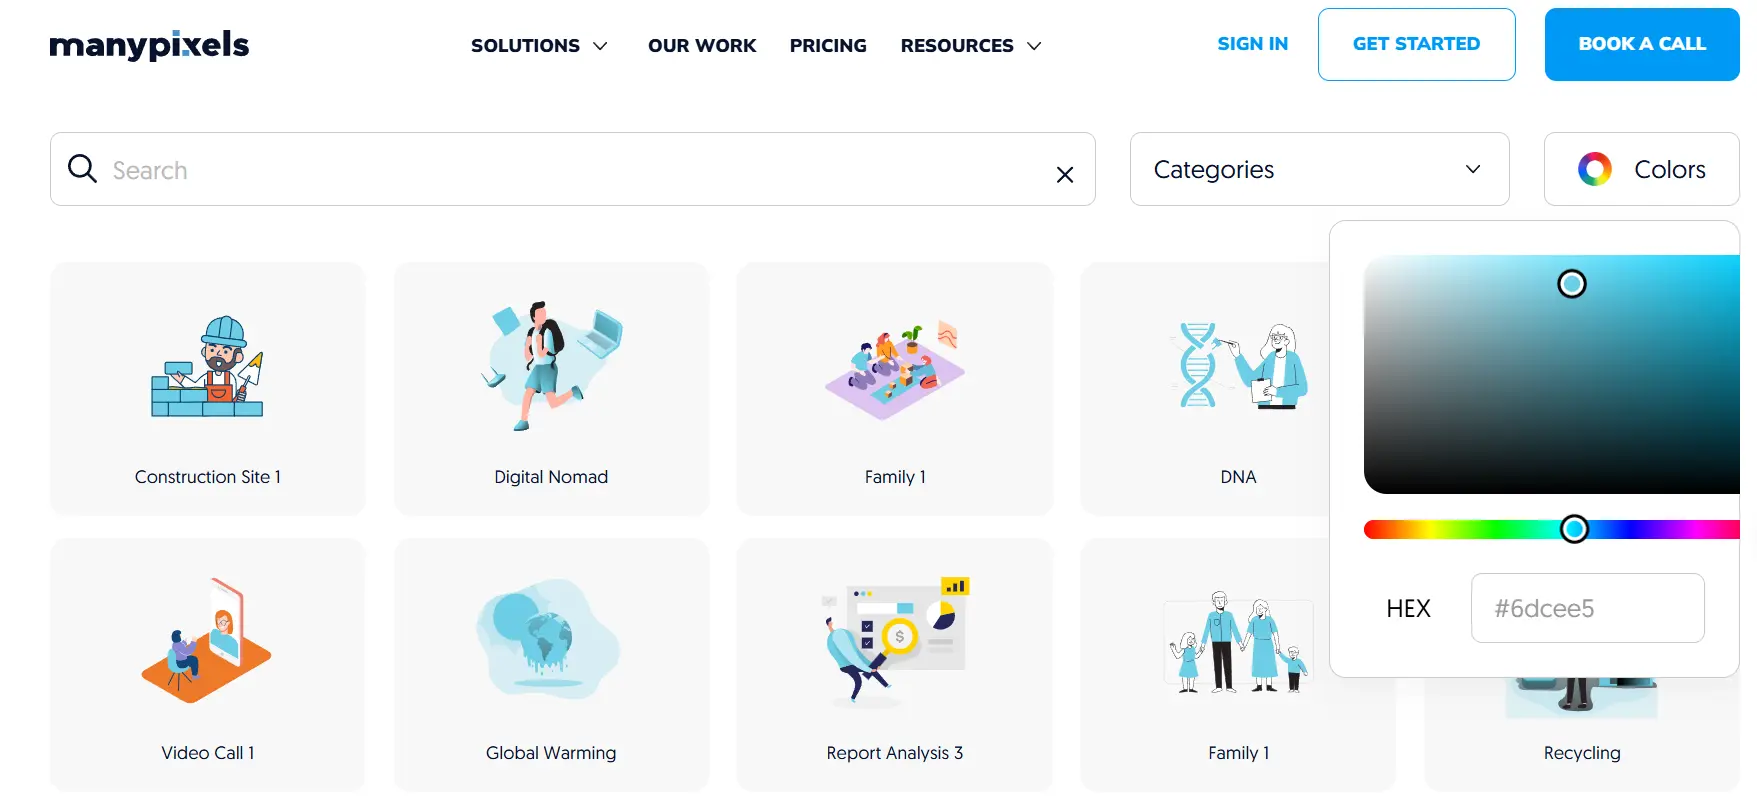 manypixels
SOLUTIONS
OUR WORK
PRICING
RESOURCES
SIGN IN
GET STARTED
BOOK A CALL
Search
Categories
Colors
Construction Site 1
Digital Nomad
Family 1
DNA
HEX
#6dcee5
Video Call 1
Global Warming
Report Analysis 3
Family 1
Recycling